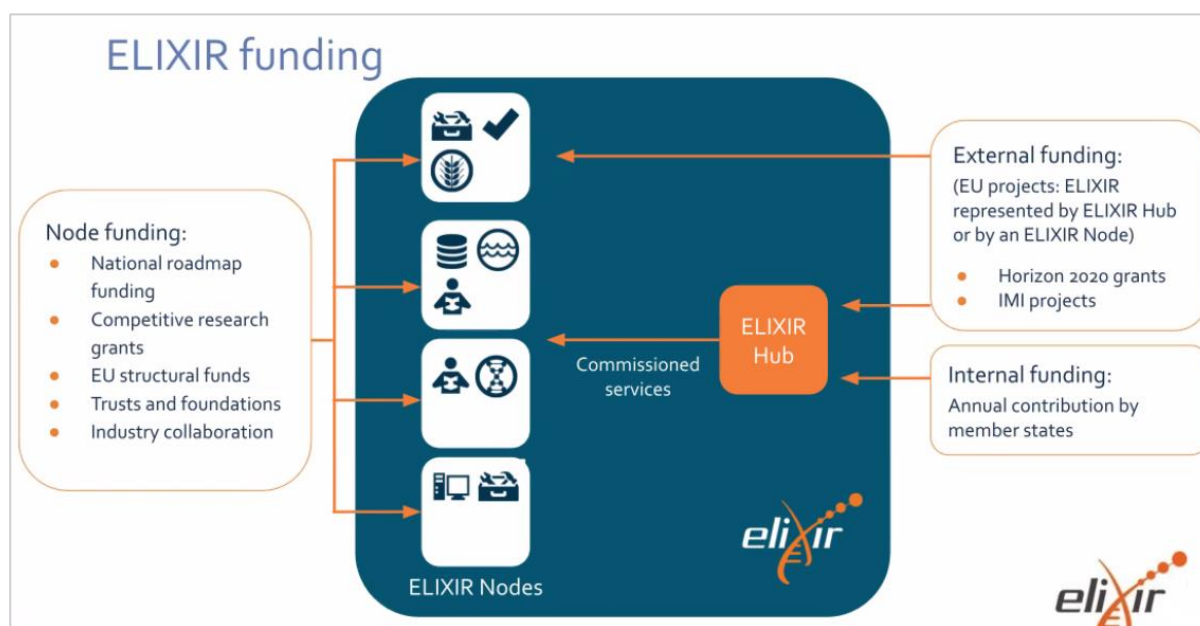 ELIXIR funding
Node funding:
● National roadmap
funding
● Competitive research
grants
● EU structural funds
● Trusts and foundations
● Industry collaboration
ELIXIR Nodes
Commissioned
services
ELIXIR
Hub
External funding:
(EU projects: ELIXIR
represented by ELIXIR Hub
or by an ELIXIR Node)
● Horizon 2020 grants
● IMI projects
Internal funding:
Annual contribution by
member states
elixir
elixir